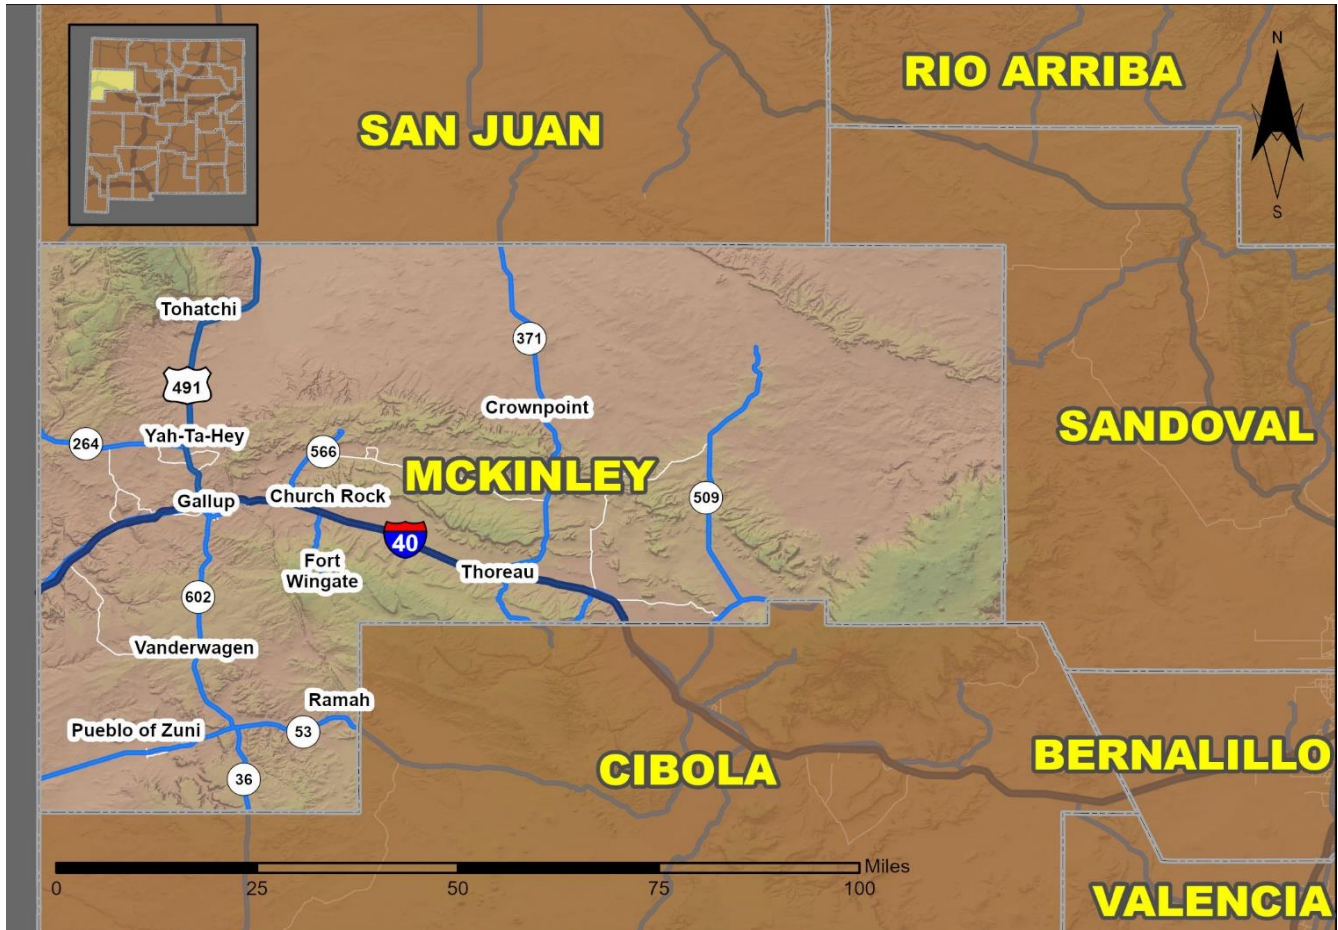 N
RIO ARRIBA
SAN JUAN
S
Tohatchi
371
491
Crownpoint
SANDOVAL
264
Yah-Ta-Hey
566
MCKINLEY
Gallup
Church Rock
509
40
Fort
Wingate
Thoreau
602
Vanderwagen
Ramah
Pueblo of Zuni
53
BERNALILLO
CIBOLA
36
Miles
0 25 50 75 100
VALENCIA